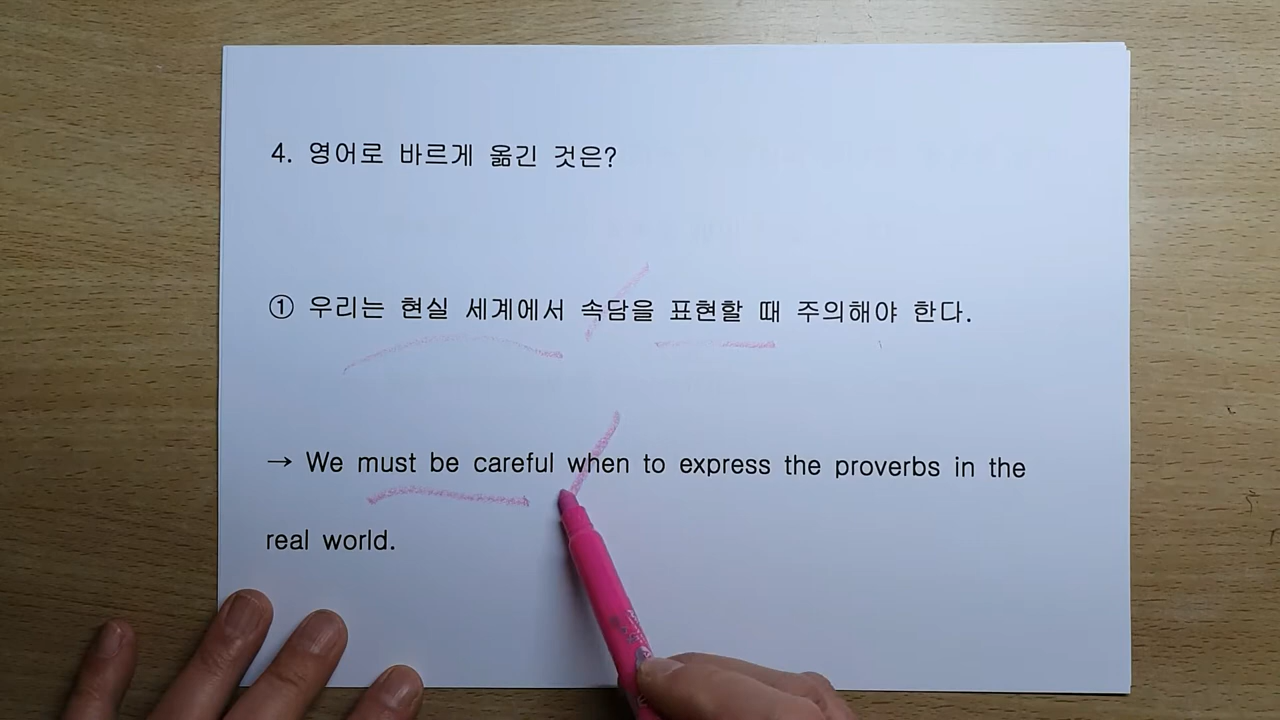 4. 영어로 바르게 옮긴 것은?
① 우리는 현실 세계에서 속담을 표현할 때 주의해야 한다.
→ We must be careful when to express the proverbs in the
real world.